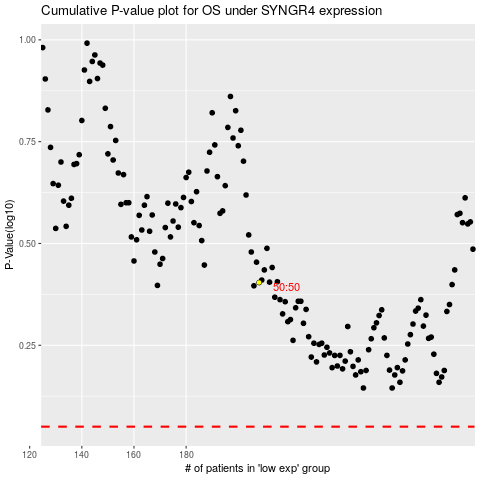 Cumulative P-value plot for OS under SYNGR4 expression
1.00
0.75
0.50
0.25
P-Value(log10)
50:50
120 140 160 180
# of patients in 'low exp' group